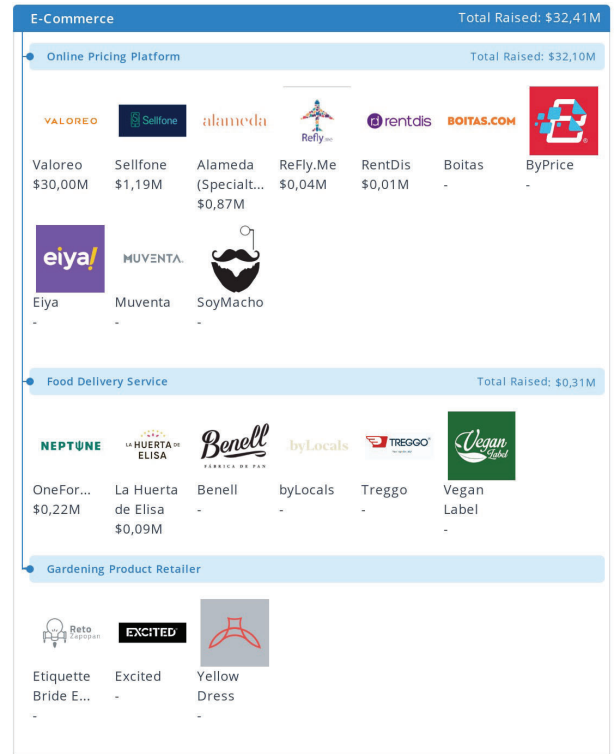 E-Commerce Total Raised: $32,41M
Online Pricing Platform Total Raised: $32,10M
VALOREO Sellfone alameda Refly.me rentdis BOITAS.COM
Valoreo Sellfone Alameda ReFly.Me RentDis Boitas ByPrice
$30,00M $1,19M (Specialt... $0,04M $0,01M - -
$0,87M
eiya! MUVENTA.
Eiya Muventa SoyMacho
- - -
Food Delivery Service Total Raised: $0,31M
NEPTUNE LA HUERTA DE ELISA Benell FÁBRICA DE PAN byLocals TREGGO Vegan Label
OneFor... La Huerta Benell byLocals Treggo Vegan
$0,22M de Elisa - - - Label
$0,09M -
Gardening Product Retailer
Reto Zapopan EXCITED
Etiquette Excited Yellow
Bride E... - Dress
- -